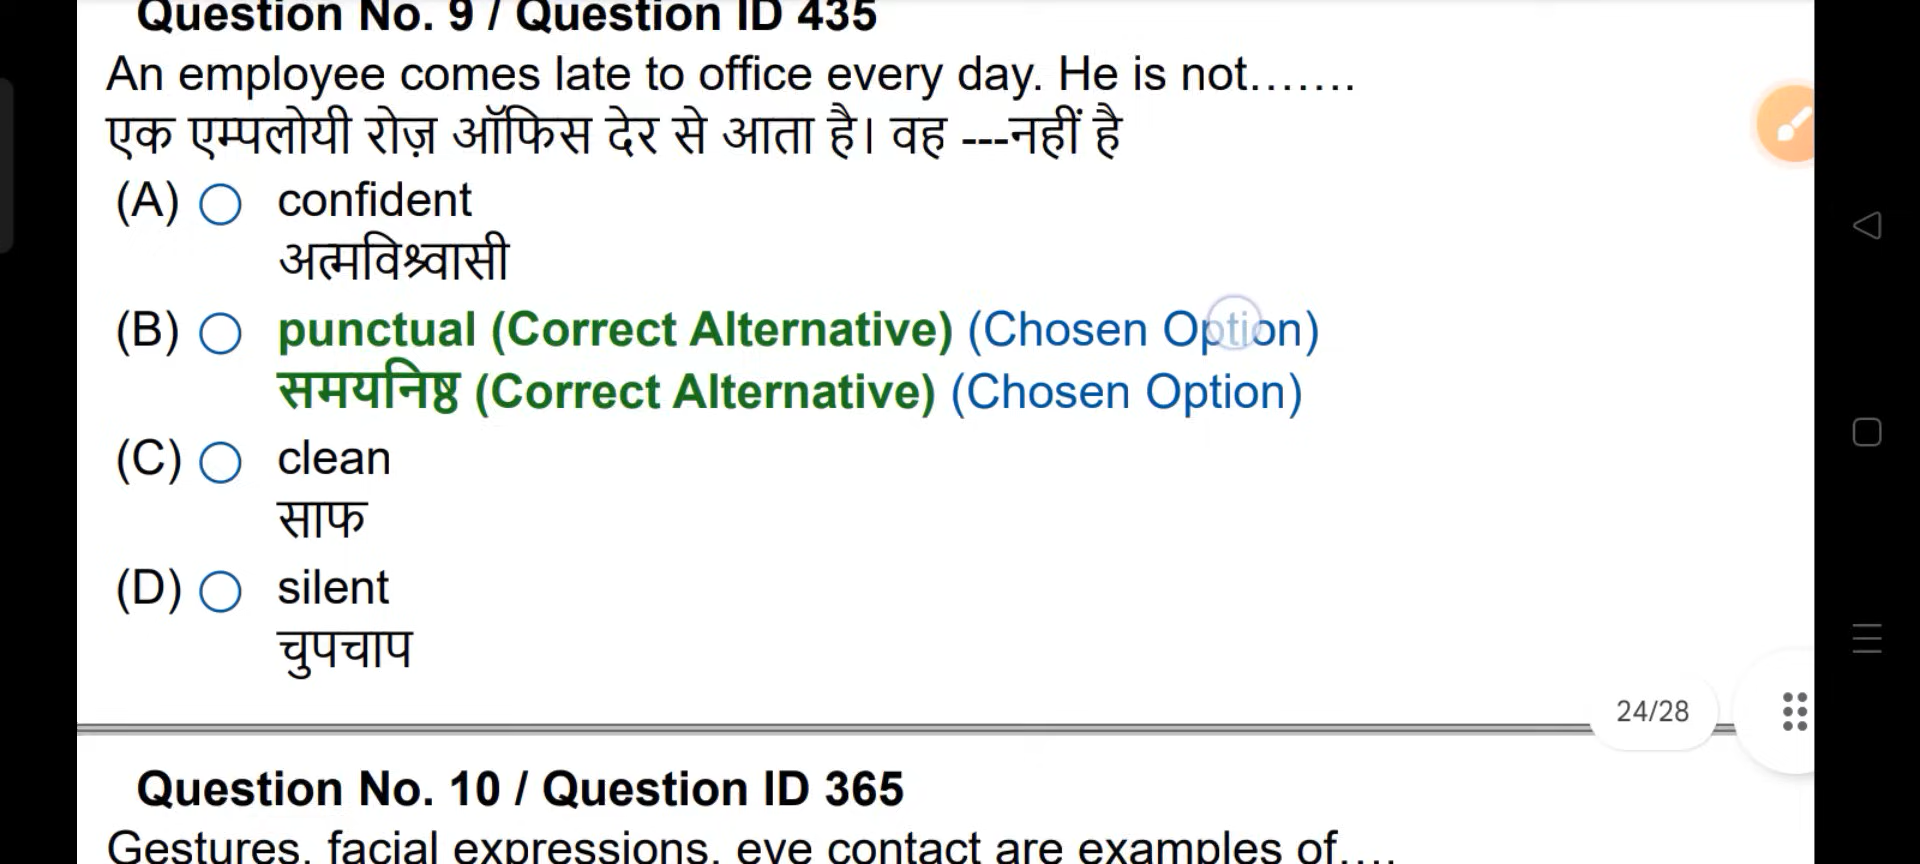 Question No. 9 / Question ID 435
An employee comes late to office every day. He is not…….
एक एम्पलोयी रोज़ ऑफिस देर से आता है। वह ---नहीं है
(A) confident
अत्मविश्वासी
(B) punctual (Correct Alternative) (Chosen Option)
समयनिष्ठ (Correct Alternative) (Chosen Option)
(C) clean
साफ
(D) silent
चुपचाप
24/28
Question No. 10 / Question ID 365
Gestures, facial expressions, eye contact are examples of….